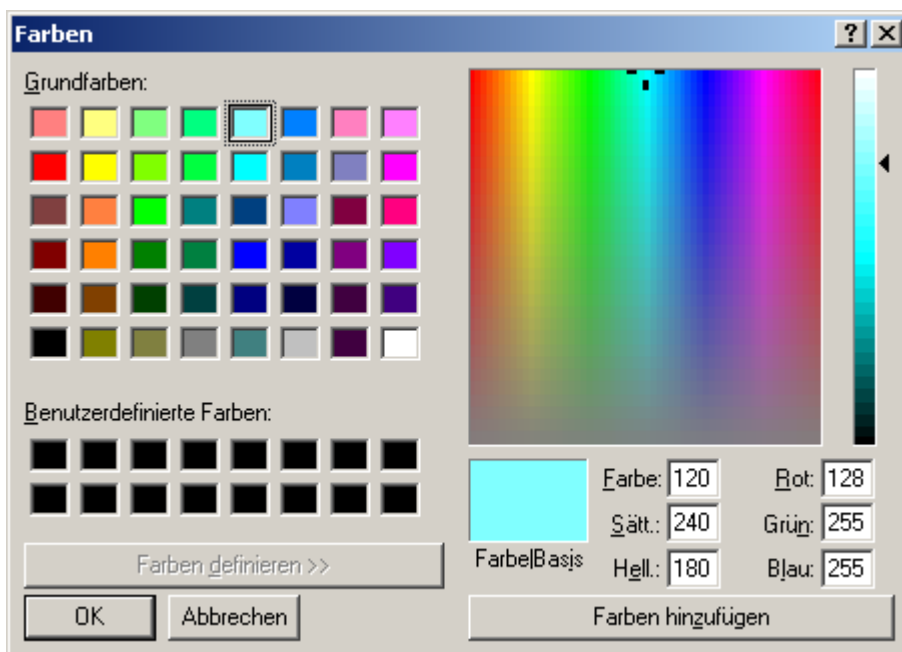 Farben
Grundfarben:
Benutzerdefinierte Farben:
Farben definieren >>
OK
Abbrechen
Farbe|Basis
Farbe: 120
Sätt.: 240
Hell.: 180
Rot: 128
Grün: 255
Blau: 255
Farben hinzufügen